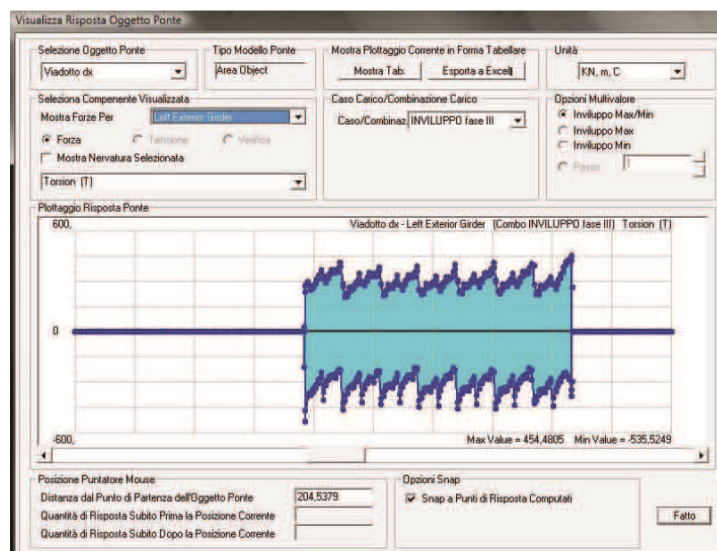 Visualizza Risposta Oggetto Ponte
Selezione Oggetto Ponte
Viadotto dx
Tipo Modello Ponte
Area Object
Mostra Plottaggio Corrente in Forma Tabellare
Mostra Tab.
Esporta a Excell
Unità
KN, m, C
Seleziona Compenente Visualizzata
Mostra Forze Per
Left Exterior Girder
Forza
Tensione
Verifica
Mostra Nervatura Selezionata
Torsion (T)
Caso Carico/Combinazione Carico
Caso/Combinaz
INVILUPPO fase III
Opzioni Multivalore
Inviluppo Max/Min
Inviluppo Max
Inviluppo Min
Passo
1
Plottaggio Risposta Ponte
600,
Viadotto dx - Left Exterior Girder (Combo INVILUPPO fase III) Torsion (T)
0
-600,
Max Value = 454,4805 Min Value = -535,5249
Posizione Puntatore Mouse
Distanza dal Punto di Partenza dell'Oggetto Ponte
204,5379
Quantità di Risposta Subito Prima la Posizione Corrente
Quantità di Risposta Subito Dopo la Posizione Corrente
Opzioni Snap
Snap a Punti di Risposta Computati
Fatto